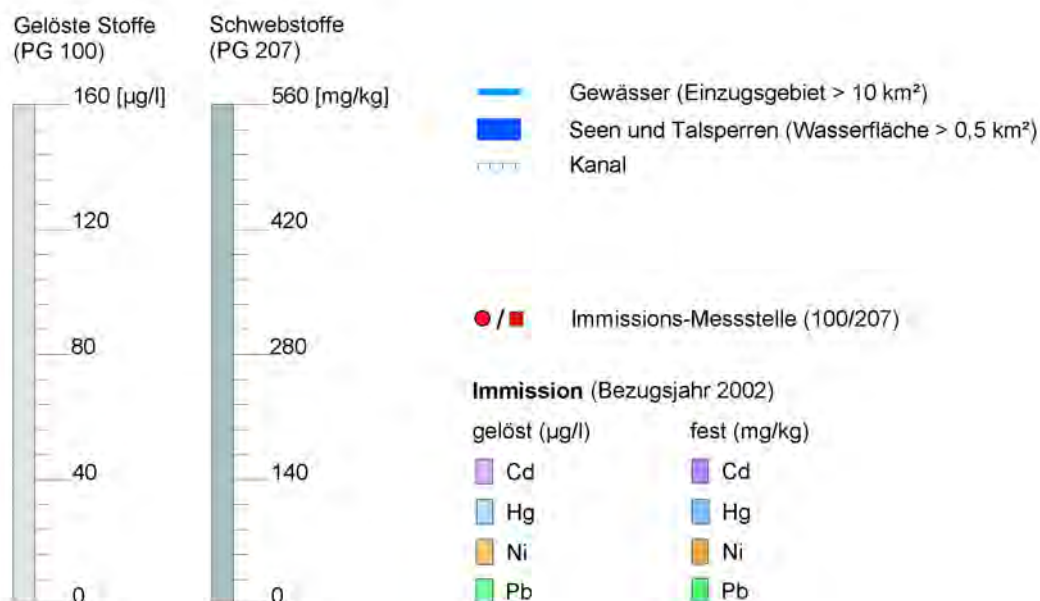 Gelöste Stoffe
(PG 100)
160 [µg/l]
120
80
40
0
Schwebstoffe
(PG 207)
560 [mg/kg]
420
280
140
0
Gewässer (Einzugsgebiet > 10 km²)
Seen und Talsperren (Wasserfläche > 0,5 km²)
Kanal
Immissions-Messstelle (100/207)
Immission (Bezugsjahr 2002)
gelöst (µg/l)
Cd
Hg
Ni
Pb
fest (mg/kg)
Cd
Hg
Ni
Pb